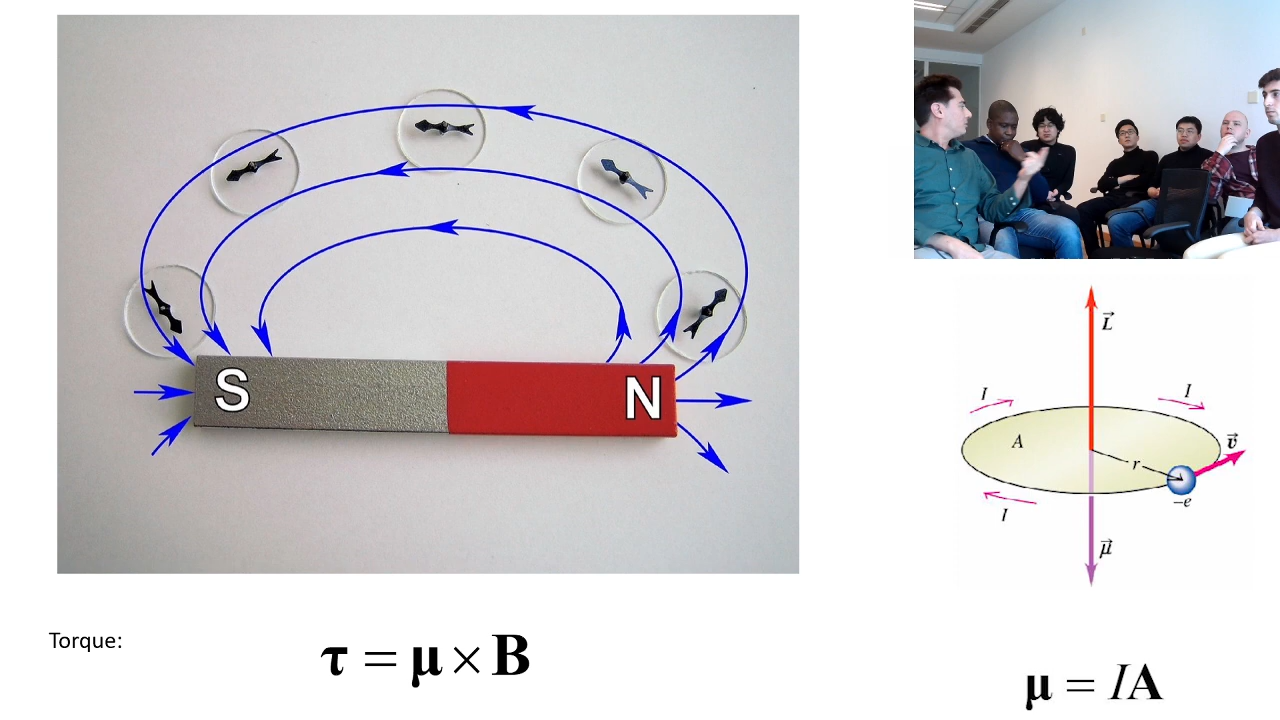 S
N
L⃗
I
I
A
v⃗
r
–e
I
μ⃗
Torque:
τ = μ × B
μ = IA